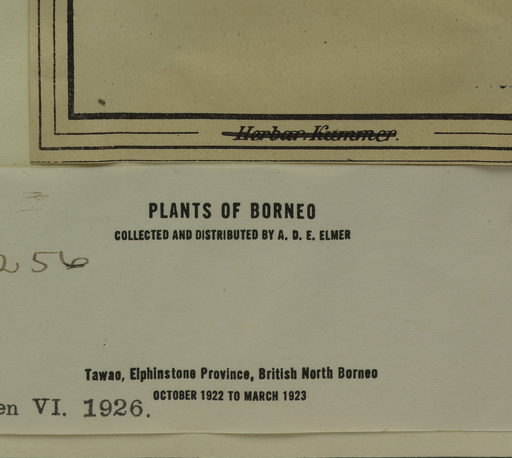 Herbar. Kummer.
PLANTS OF BORNEO
COLLECTED AND DISTRIBUTED BY A. D. E. ELMER
256
Tawao, Elphinstone Province, British North Borneo
OCTOBER 1922 TO MARCH 1923
en VI. 1926.